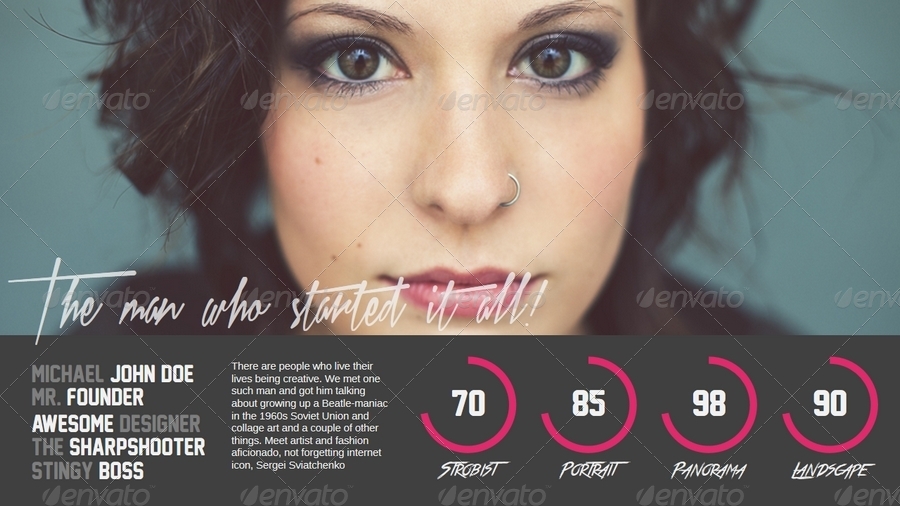 envato envato envato envato envato
The man who started it all!
envato envato envato envato envato
MICHAEL JOHN DOE
MR. FOUNDER
AWESOME DESIGNER
THE SHARPSHOOTER
STINGY BOSS
There are people who live their
lives being creative. We met one
such man and got him talking
about growing up a Beatle-maniac
in the 1960s Soviet Union and
collage art and a couple of other
things. Meet artist and fashion
aficionado, not forgetting internet
icon, Sergei Sviatchenko
70 85 98 90
STROBIST PORTRAIT PANORAMA LANDSCAPE
envato envato envato envato envato